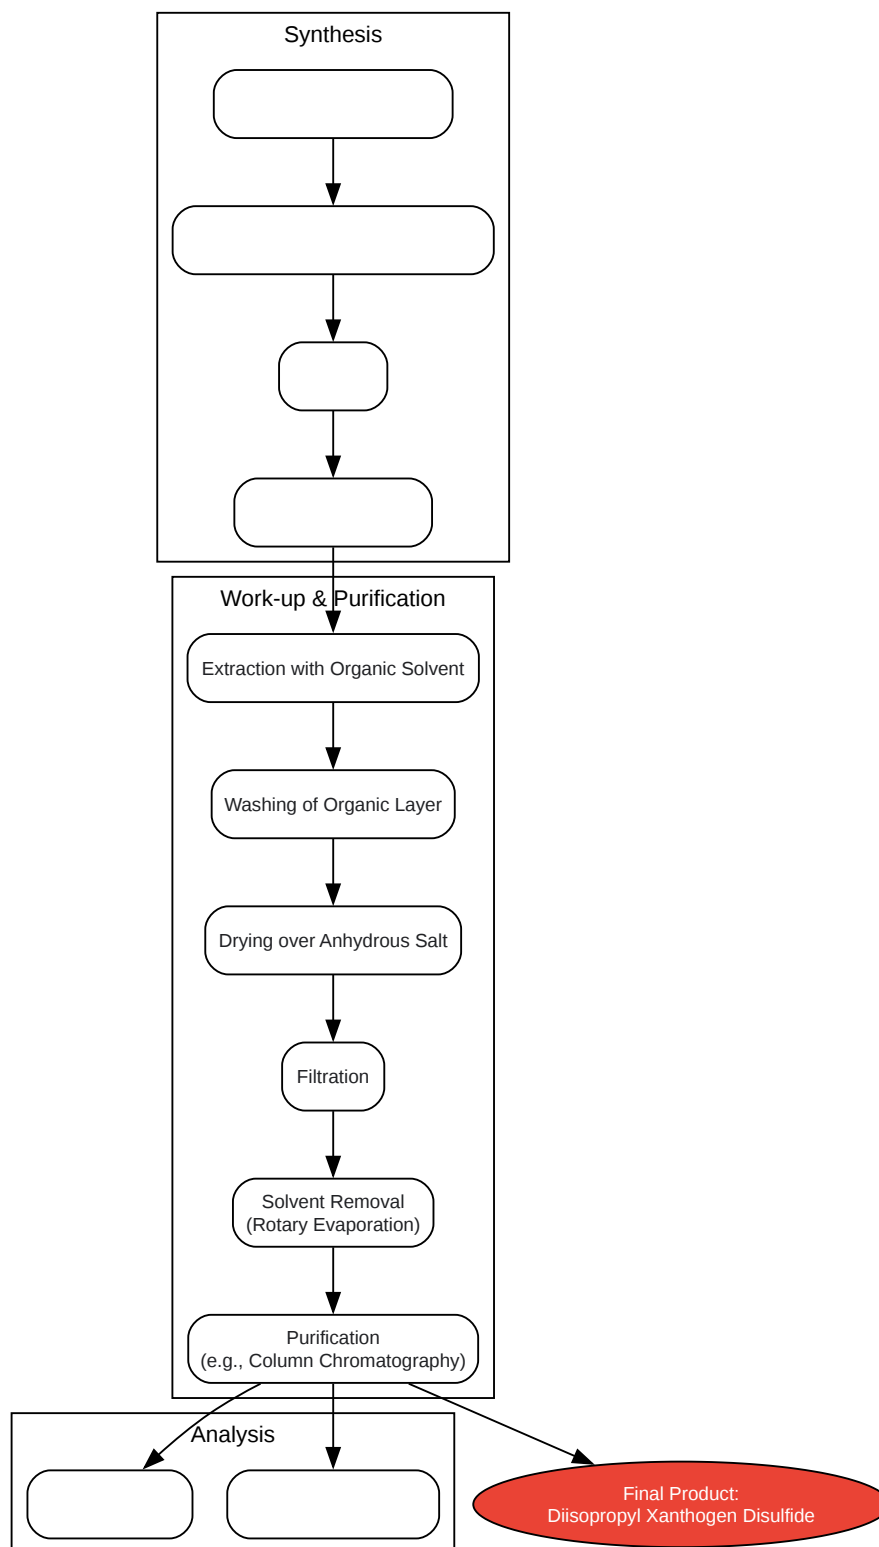 Synthesis
Work-up & Purification
Extraction with Organic Solvent
Washing of Organic Layer
Drying over Anhydrous Salt
Filtration
Solvent Removal
(Rotary Evaporation)
Purification
(e.g., Column Chromatography)
Analysis
Final Product:
Diisopropyl Xanthogen Disulfide